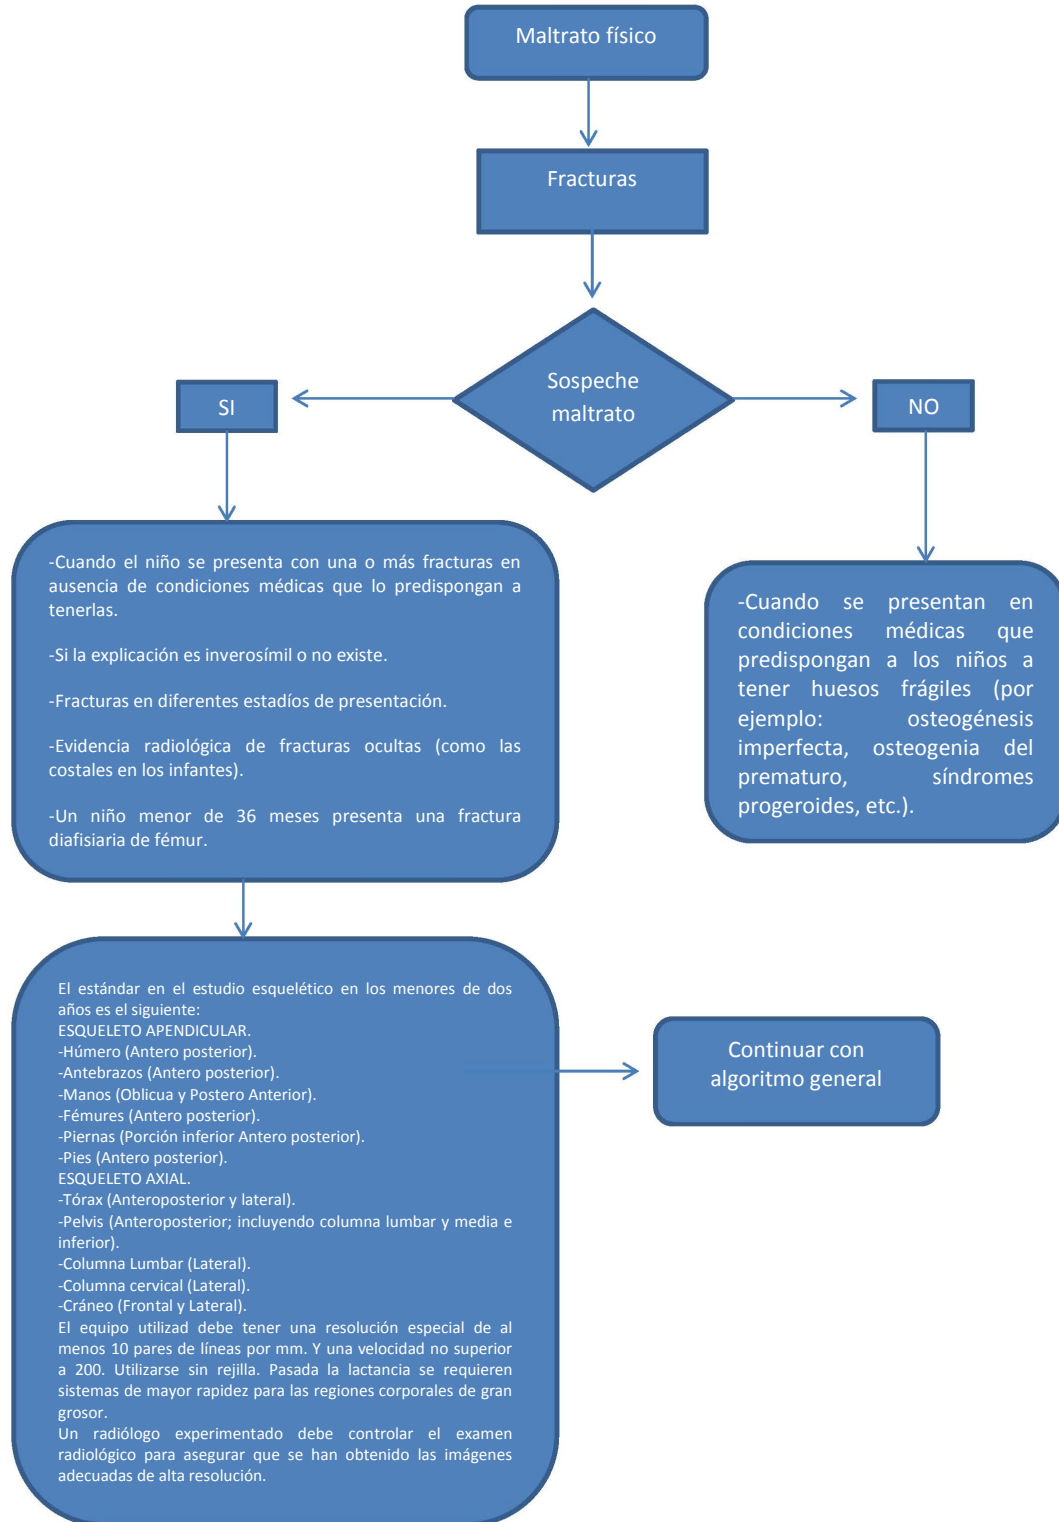 Maltrato físico
Fracturas
Sospeche
maltrato
SI
NO
-Cuando el niño se presenta con una o más fracturas en
ausencia de condiciones médicas que lo predispongan a
tenerlas.
-Si la explicación es inverosímil o no existe.
-Fracturas en diferentes estadíos de presentación.
-Evidencia radiológica de fracturas ocultas (como las
costales en los infantes).
-Un niño menor de 36 meses presenta una fractura
diafisiaria de fémur.
-Cuando se presentan en
condiciones médicas que
predispongan a los niños a
tener huesos frágiles (por
ejemplo: osteogénesis
imperfecta, osteogenia del
prematuro, síndromes
progeroides, etc.).
El estándar en el estudio esquelético en los menores de dos
años es el siguiente:
ESQUELETO APENDICULAR.
-Húmero (Antero posterior).
-Antebrazos (Antero posterior).
-Manos (Oblicua y Postero Anterior).
-Fémures (Antero posterior).
-Piernas (Porción inferior Antero posterior).
-Pies (Antero posterior).
ESQUELETO AXIAL.
-Tórax (Anteroposterior y lateral).
-Pelvis (Anteroposterior; incluyendo columna lumbar y media e
inferior).
-Columna Lumbar (Lateral).
-Columna cervical (Lateral).
-Cráneo (Frontal y Lateral).
El equipo utilizad debe tener una resolución especial de al
menos 10 pares de líneas por mm. Y una velocidad no superior
a 200. Utilizarse sin rejilla. Pasada la lactancia se requieren
sistemas de mayor rapidez para las regiones corporales de gran
grosor.
Un radiólogo experimentado debe controlar el examen
radiológico para asegurar que se han obtenido las imágenes
adecuadas de alta resolución.
Continuar con
algoritmo general